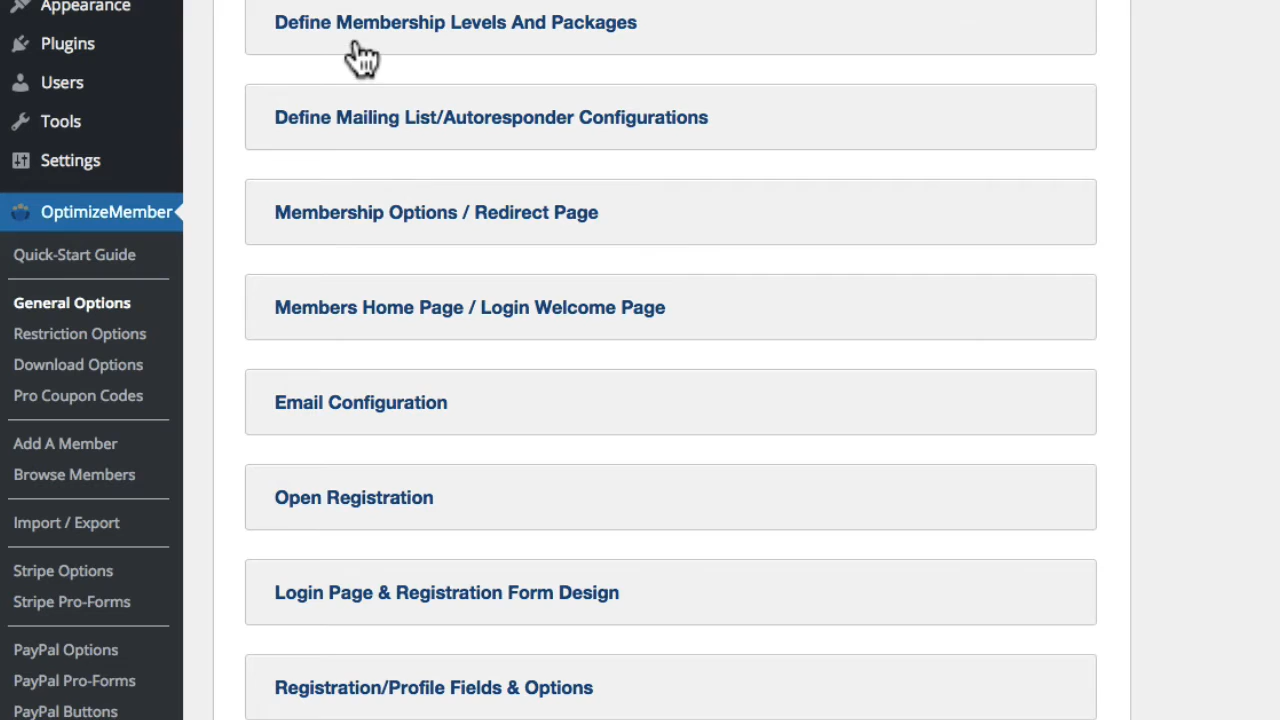 Appearance
Plugins
Users
Tools
Settings
OptimizeMember
Quick-Start Guide
General Options
Restriction Options
Download Options
Pro Coupon Codes
Add A Member
Browse Members
Import / Export
Stripe Options
Stripe Pro-Forms
PayPal Options
PayPal Pro-Forms
PayPal Buttons
Define Membership Levels And Packages
Define Mailing List/Autoresponder Configurations
Membership Options / Redirect Page
Members Home Page / Login Welcome Page
Email Configuration
Open Registration
Login Page & Registration Form Design
Registration/Profile Fields & Options